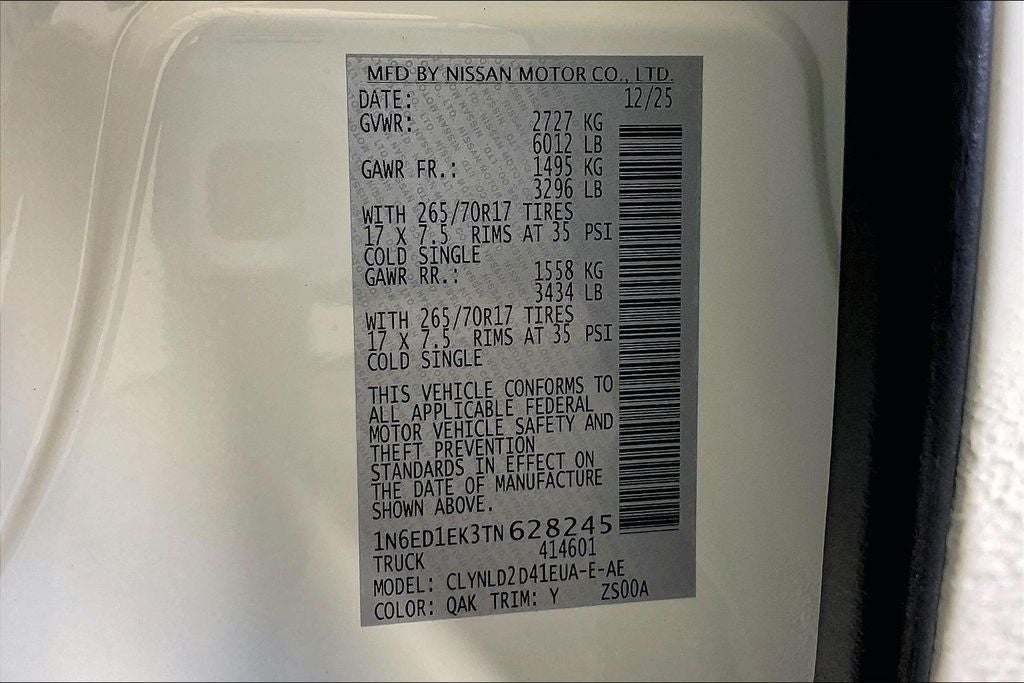 MFD BY NISSAN MOTOR CO., LTD.
DATE: 12/25
GVWR: 2727 KG
6012 LB
GAWR FR.: 1495 KG
3296 LB
WITH 265/70R17 TIRES
17 X 7.5 RIMS AT 35 PSI
COLD SINGLE
GAWR RR.: 1558 KG
3434 LB
WITH 265/70R17 TIRES
17 X 7.5 RIMS AT 35 PSI
COLD SINGLE
THIS VEHICLE CONFORMS TO
ALL APPLICABLE FEDERAL
MOTOR VEHICLE SAFETY AND
THEFT PREVENTION
STANDARDS IN EFFECT ON
THE DATE OF MANUFACTURE
SHOWN ABOVE.
1N6ED1EK3TN628245
TRUCK 414601
MODEL: CLYNLD2D41EUA-E-AE
COLOR: QAK TRIM: Y ZS00A